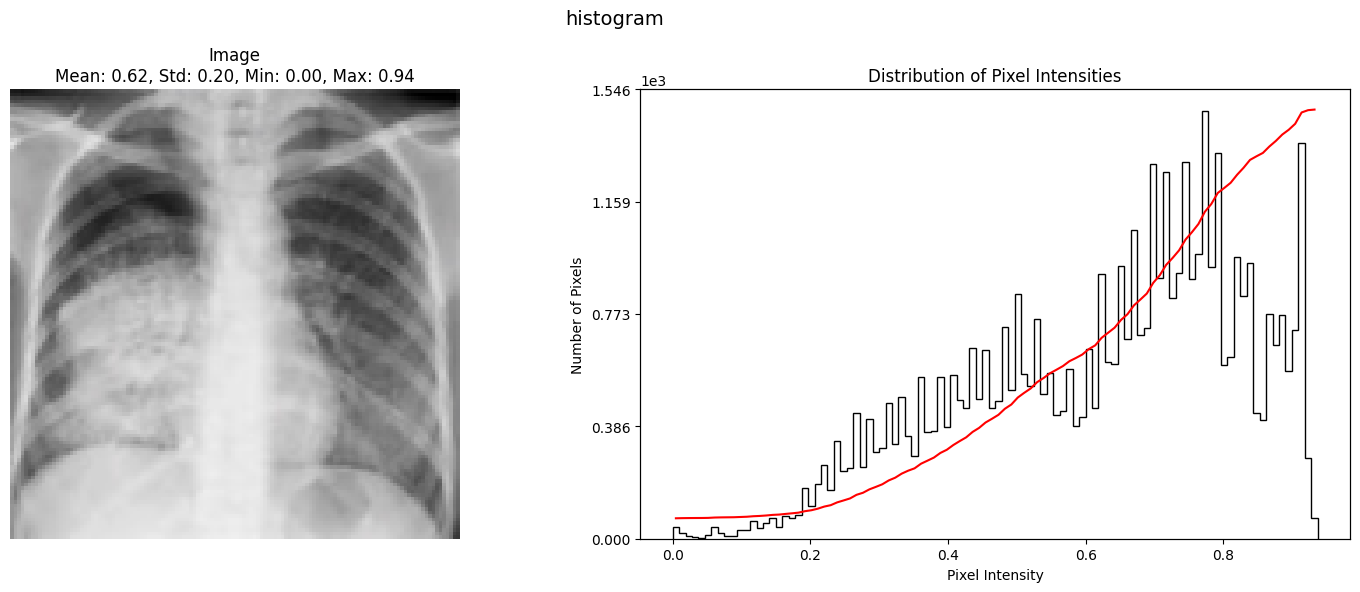 histogram
Image
Mean: 0.62, Std: 0.20, Min: 0.00, Max: 0.94
Distribution of Pixel Intensities
1e3
1.546
1.159
0.773
0.386
0.000
Number of Pixels
0.0 0.2 0.4 0.6 0.8
Pixel Intensity